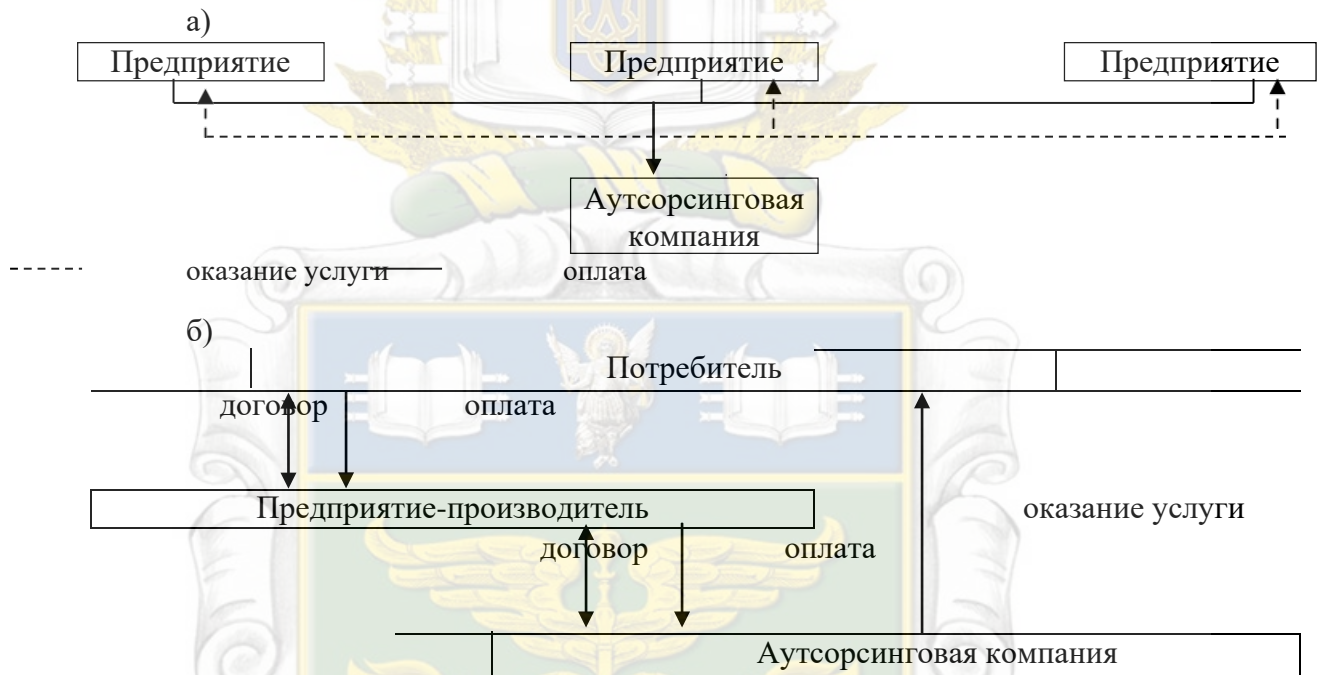 а)
Предприятие Предприятие Предприятие
Аутсорсинговая
компания
оказание услуги оплата
б)
Потребитель
договор оплата
Предприятие-производитель оказание услуги
договор оплата
Аутсорсинговая компания